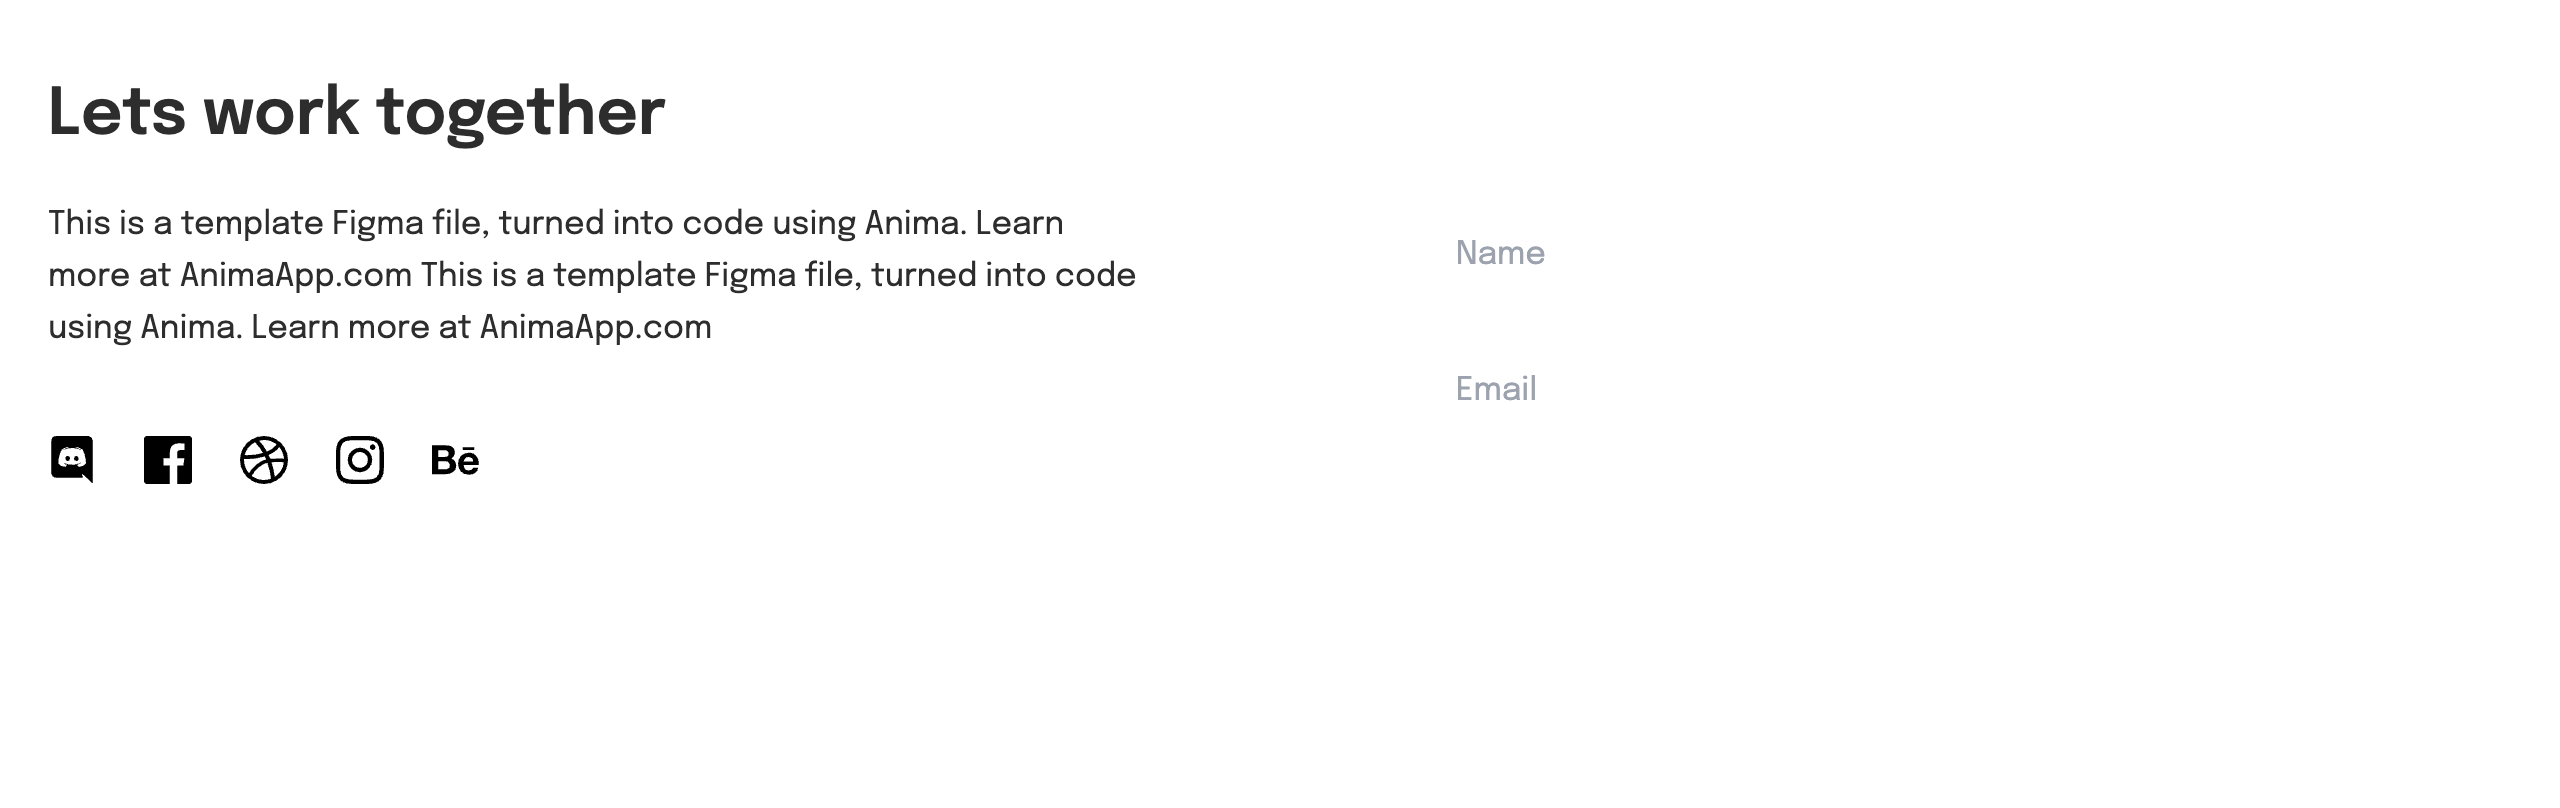 Lets work together
This is a template Figma file, turned into code using Anima. Learn
more at AnimaApp.com This is a template Figma file, turned into code
using Anima. Learn more at AnimaApp.com
Bē
Name
Email